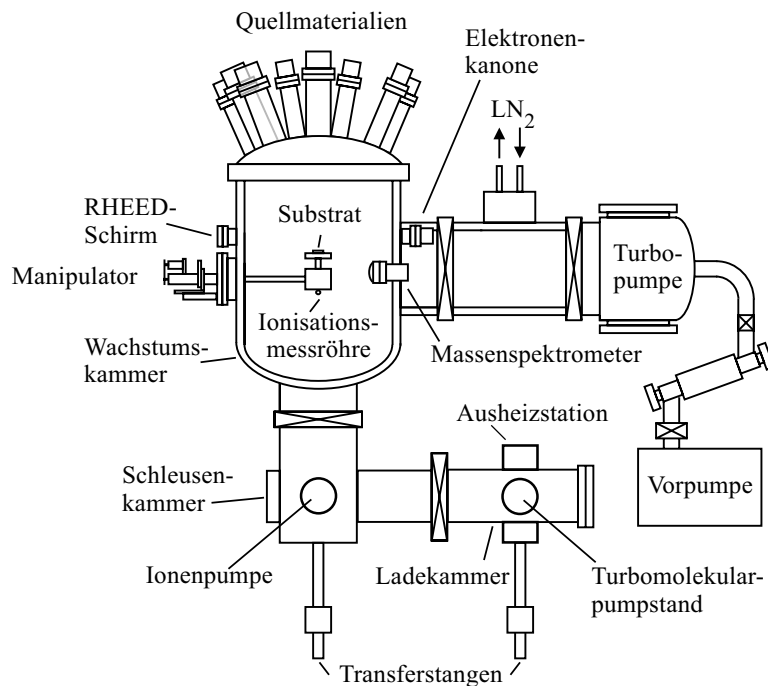 Quellmaterialien
Elektronen-
kanone
LN2
RHEED-
Schirm
Substrat
Manipulator
Turbo-
pumpe
Ionisations-
messröhre
Wachstums-
kammer
Massenspektrometer
Ausheizstation
Schleusen-
kammer
Vorpumpe
Ionenpumpe
Ladekammer
Turbomolekular-
pumpstand
Transferstangen